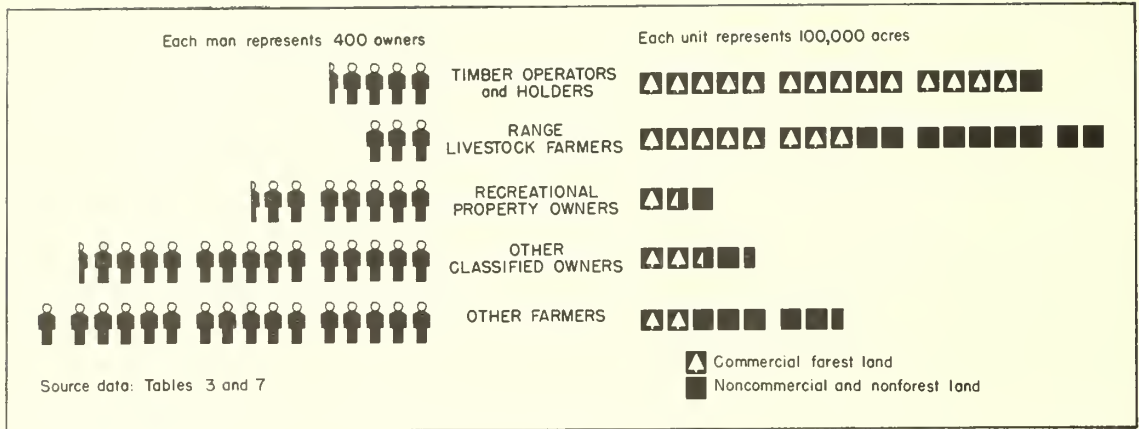 Each man represents 400 owners
Each unit represents 100,000 acres
TIMBER OPERATORS
and HOLDERS
RANGE
LIVESTOCK FARMERS
RECREATIONAL
PROPERTY OWNERS
OTHER
CLASSIFIED OWNERS
OTHER FARMERS
Commercial farest land
Noncommercial and nonforest land
Source data: Tables 3 and 7